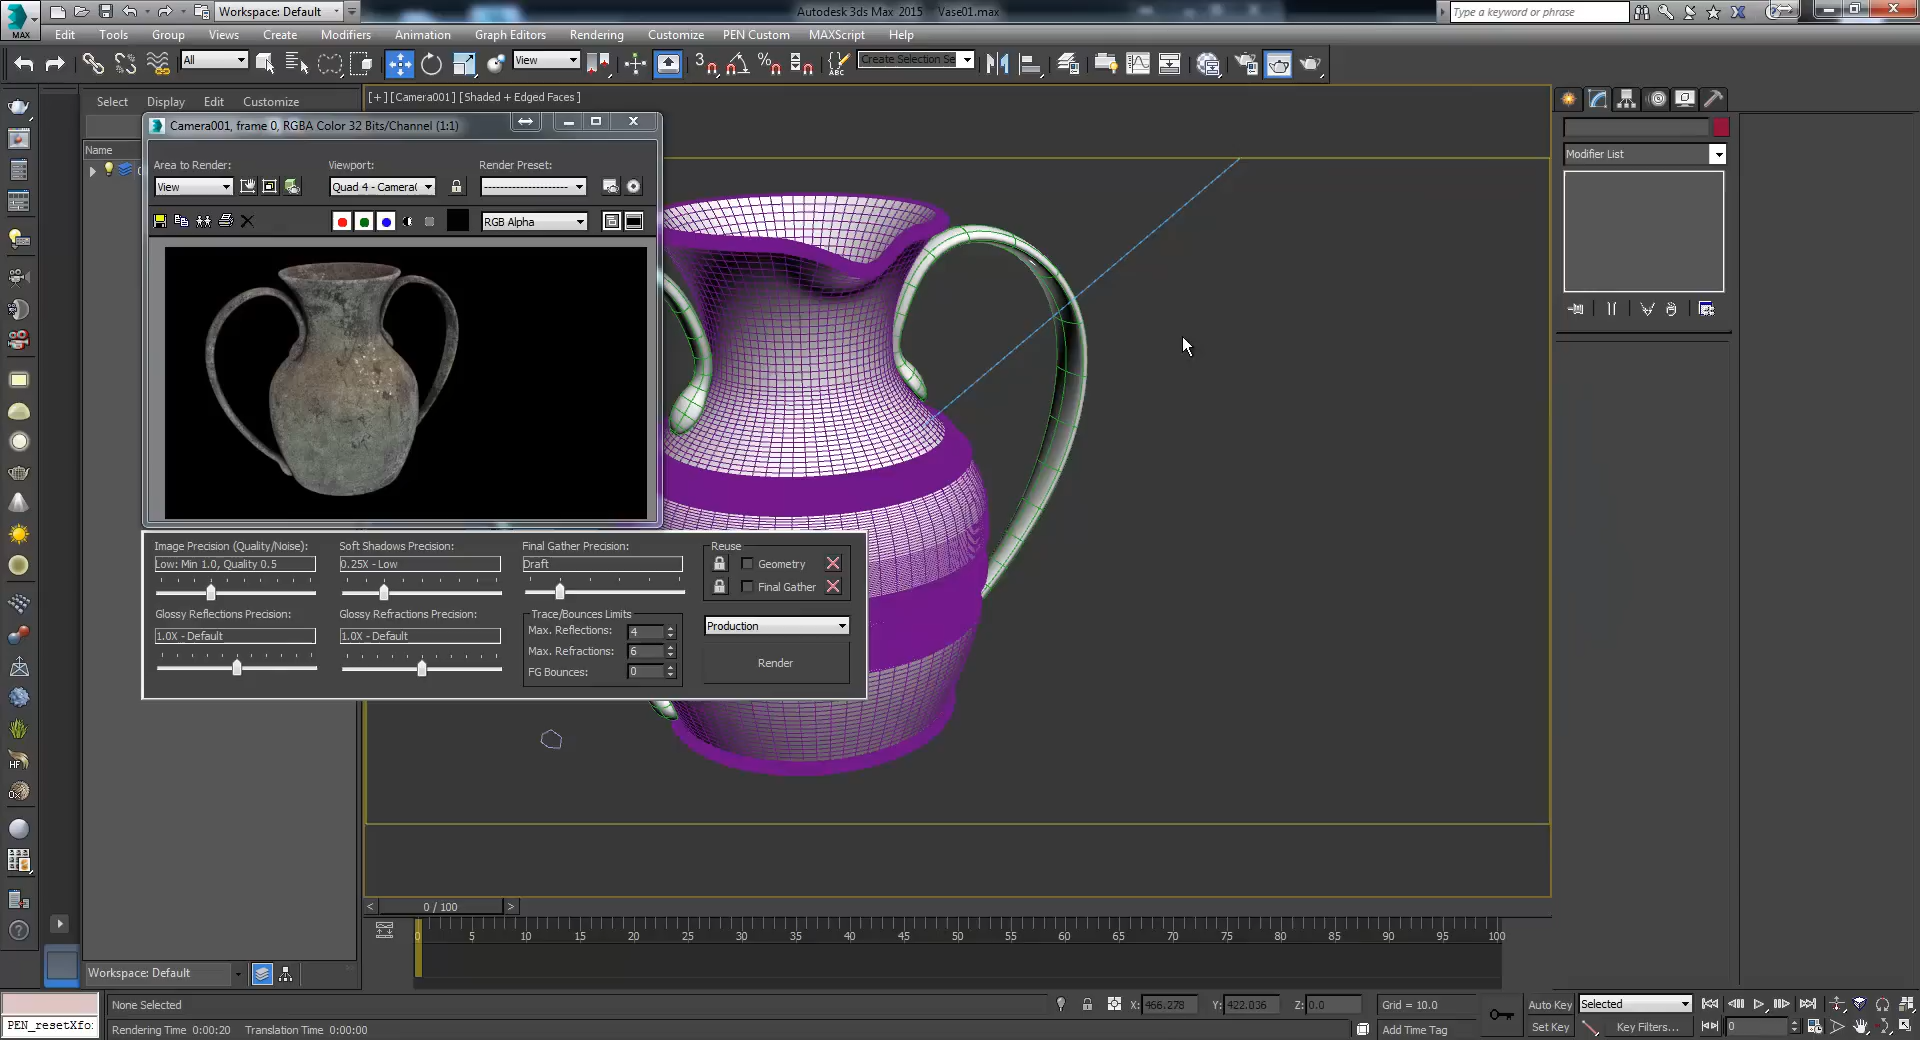 Workspace: Default
Autodesk 3ds Max 2015    Vase01.max
Type a keyword or phrase
MAX
Edit  Tools  Group  Views  Create  Modifiers  Animation  Graph Editors  Rendering  Customize  PEN Custom  MAXScript  Help
All
View
3
ABC
Create Selection Se
Select  Display  Edit  Customize
[+] [Camera001] [Shaded + Edged Faces]
Camera001, frame 0, RGBA Color 32 Bits/Channel (1:1)
Modifier List
Name
Area to Render:  Viewport:  Render Preset:
View  Quad 4 - Camera(
RGB Alpha
Image Precision (Quality/Noise):  Soft Shadows Precision:  Final Gather Precision:  Reuse
Low: Min 1.0, Quality 0.5  0.25X - Low  Draft  Geometry
Final Gather
Glossy Reflections Precision:  Glossy Refractions Precision:  Trace/Bounces Limits
1.0X - Default  1.0X - Default  Max. Reflections: 4  Production
Max. Refractions: 6  Render
FG Bounces: 0
HF
< 0 / 100 >
0 5 10 15 20 25 30 35 40 45 50 55 60 65 70 75 80 85 90 95 100
Workspace: Default
None Selected  X: 466.278  Y: 422.036  Z: 0.0  Grid = 10.0  Auto Key  Selected
PEN_resetXfo:  Rendering Time 0:00:20  Translation Time 0:00:00  Add Time Tag  Set Key  Key Filters...  0